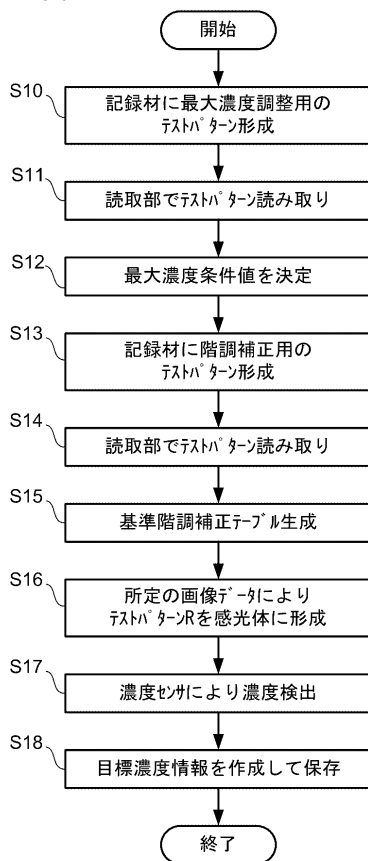 開始
S10
記録材に最大濃度調整用の
ﾃｽﾄﾊﾟﾀｰﾝ形成
S11
読取部でﾃｽﾄﾊﾟﾀｰﾝ読み取り
S12
最大濃度条件値を決定
S13
記録材に階調補正用の
ﾃｽﾄﾊﾟﾀｰﾝ形成
S14
読取部でﾃｽﾄﾊﾟﾀｰﾝ読み取り
S15
基準階調補正ﾃｰﾌﾞﾙ生成
S16
所定の画像ﾃﾞｰﾀにより
ﾃｽﾄﾊﾟﾀｰﾝRを感光体に形成
S17
濃度ｾﾝｻにより濃度検出
S18
目標濃度情報を作成して保存
終了